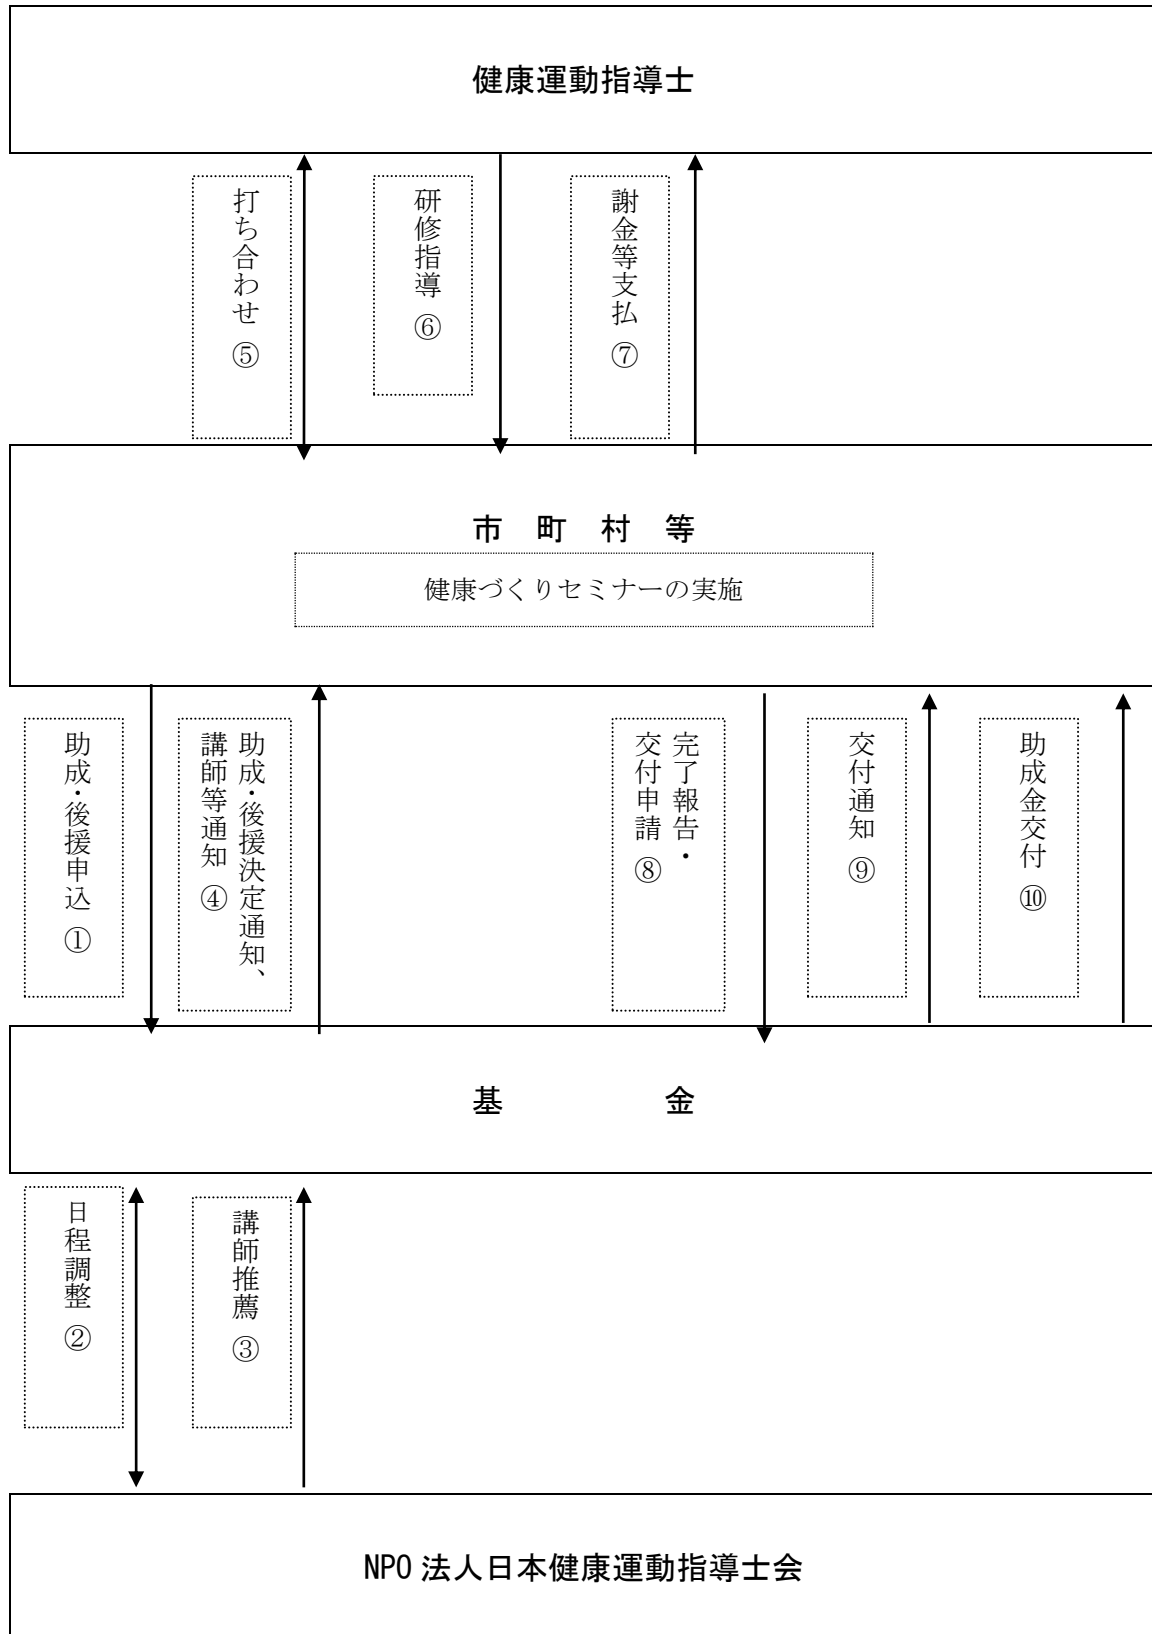 健康運動指導士
打ち合わせ ⑤
研修指導 ⑥
謝金等支払 ⑦
市 町 村 等
健康づくりセミナーの実施
助成・後援申込 ①
助成・後援決定通知、
講師等通知 ④
完了報告・
交付申請 ⑧
交付通知 ⑨
助成金交付 ⑩
基 金
日程調整 ②
講師推薦 ③
NPO 法人日本健康運動指導士会